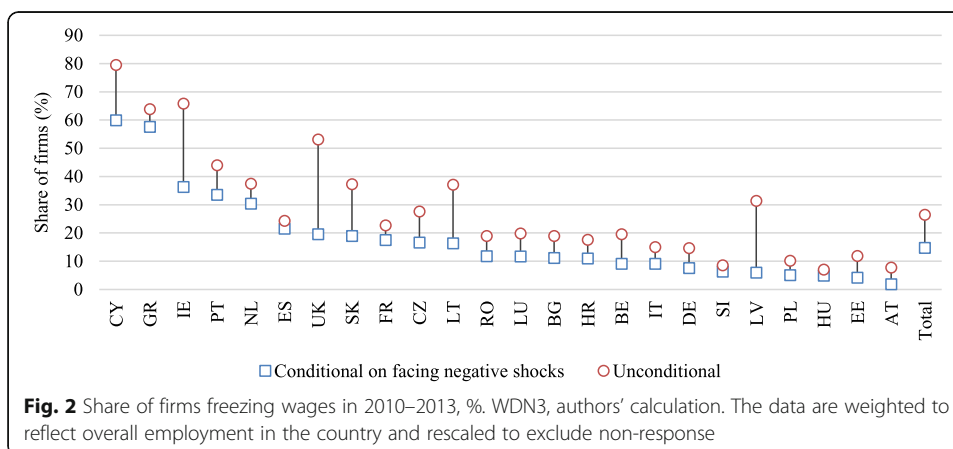 90
80
70
60
50
40
30
20
10
0
Share of firms (%)
CY GR IE PT NL ES UK SK FR CZ LT RO LU BG HR BE IT DE SI LV PL HU EE AT Total
Conditional on facing negative shocks Unconditional
Fig. 2 Share of firms freezing wages in 2010–2013, %. WDN3, authors’ calculation. The data are weighted to
reflect overall employment in the country and rescaled to exclude non-response